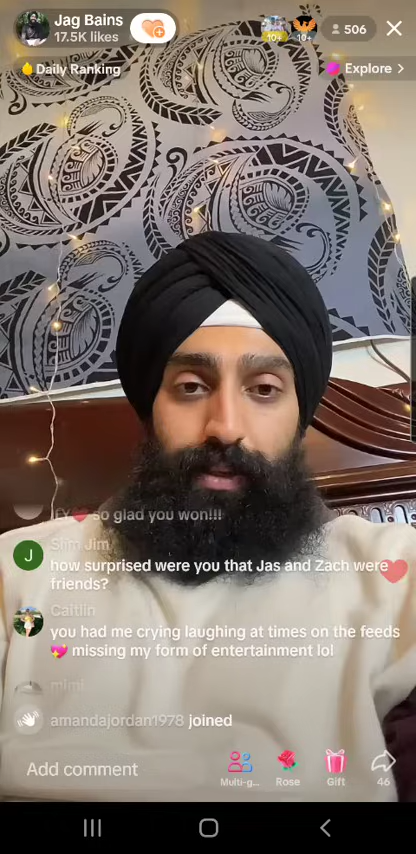 Jag Bains
17.5K likes
10+
10+
506
Daily Ranking
Explore >
so glad you won!!!
Slim Jim
how surprised were you that Jas and Zach were
friends?
Caitlin
you had me crying laughing at times on the feeds
💖 missing my form of entertainment lol
mimi
amandajordan1978 joined
Add comment
Multi-g...
Rose
Gift
46
J